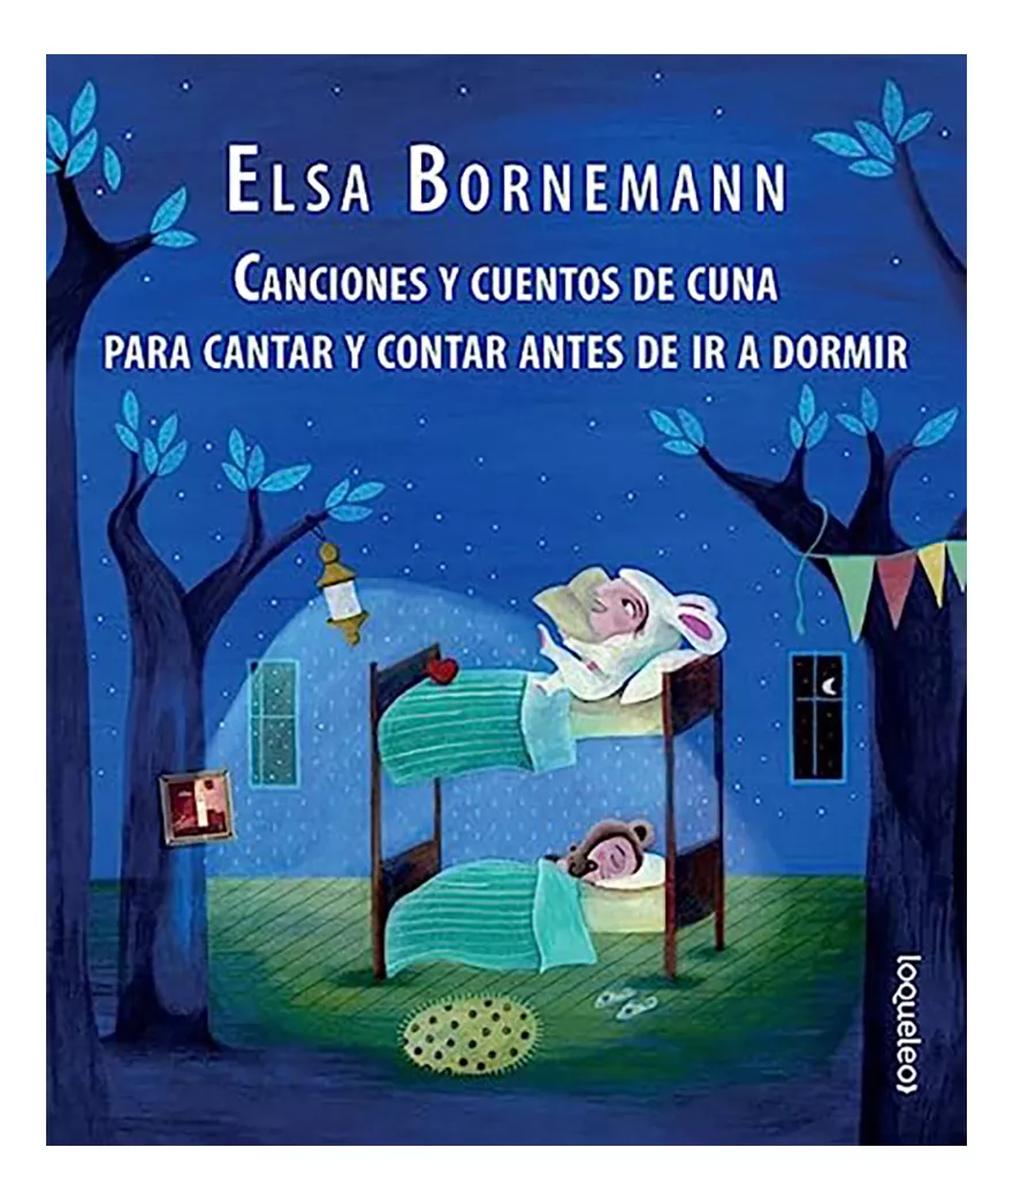 ELSA BORNEMANN
CANCIONES Y CUENTOS DE CUNA
PARA CANTAR Y CONTAR ANTES DE IR A DORMIR
loqueleo